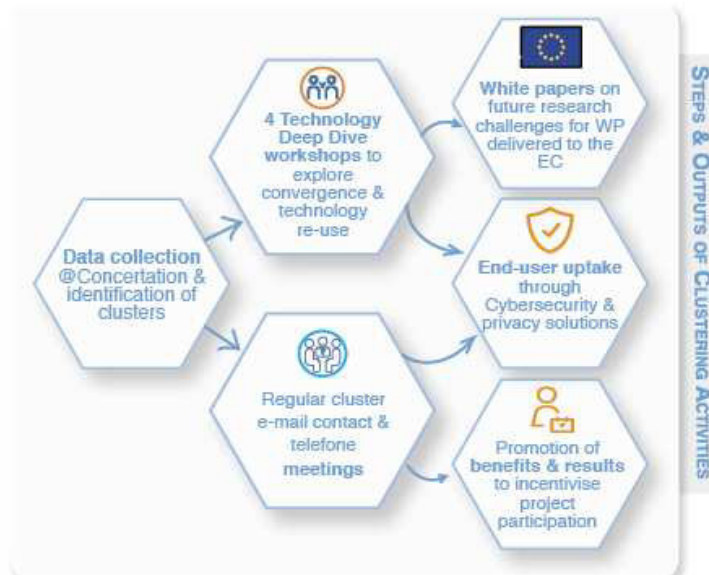 Data collection
@Concertation &
identification of
clusters
4 Technology
Deep Dive
workshops to
explore
convergence &
technology
re-use
Regular cluster
e-mail contact &
telefone
meetings
White papers on
future research
challenges for WP
delivered to the
EC
End-user uptake
through
Cybersecurity &
privacy solutions
Promotion of
benefits & results
to incentivise
project
participation
STEPS & OUTPUTS OF CLUSTERING ACTIVITIES